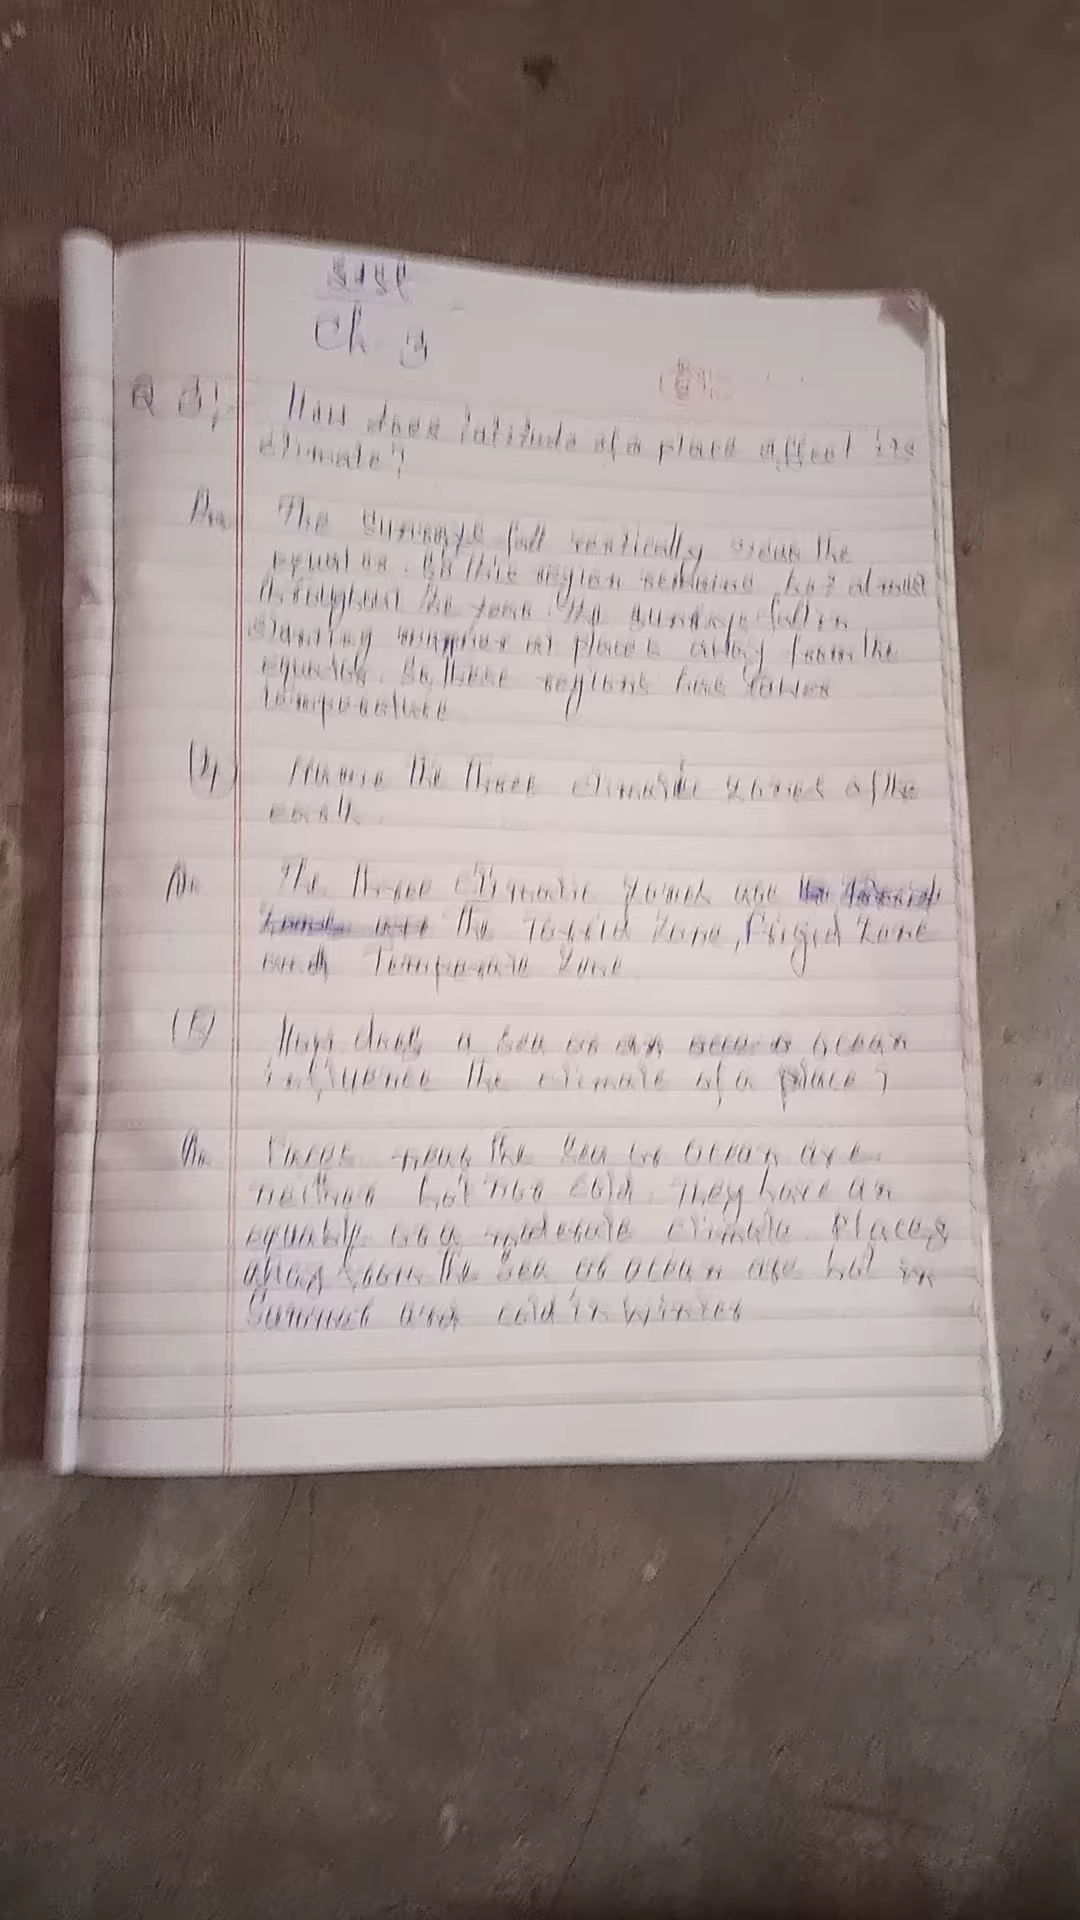 S.St
Ch. 3
Q 3; How does latitude of a place affect its
climate?
Ans The sunrays fall vertically near the
equator. So this region remains hot almost
throughout the year. The sunrays fall in
slanting manner at places away from the
equator. So, these regions have lower
temperature
(4) Name the three climatic zones of the
earth.
An The three climatic zones are
the Torrid zone, Frigid zone
and Temperate zone
(5) How does a sea or an ocean
influence the climate of a place?
An Places near the sea or ocean are
neither hot nor cold. They have an
equable or a moderate climate. Places
away from the sea or ocean are hot in
Summer and cold in winter